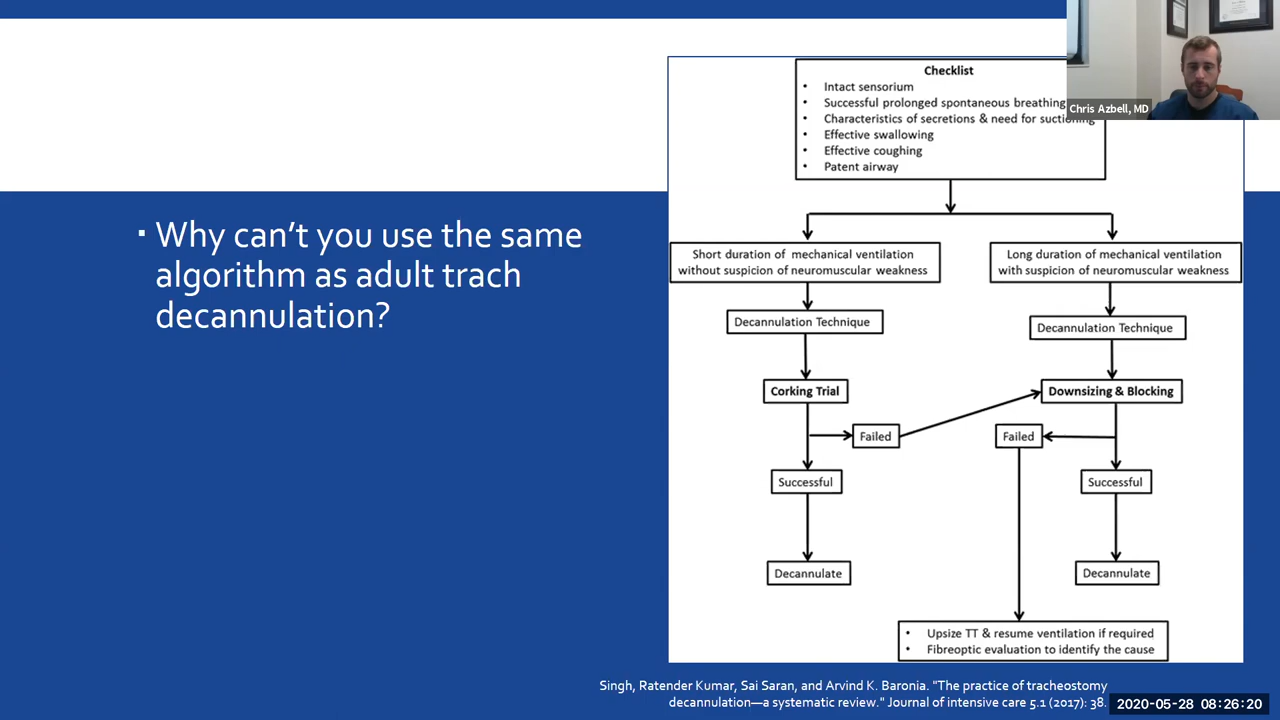 Checklist
• Intact sensorium
• Successful prolonged spontaneous breathing
• Characteristics of secretions & need for suctioning
• Effective swallowing
• Effective coughing
• Patent airway
Chris Azbell, MD
▪ Why can’t you use the same
algorithm as adult trach
decannulation?
Short duration of mechanical ventilation
without suspicion of neuromuscular weakness
Long duration of mechanical ventilation
with suspicion of neuromuscular weakness
Decannulation Technique
Decannulation Technique
Corking Trial
Downsizing & Blocking
Failed
Failed
Successful
Successful
Decannulate
Decannulate
• Upsize TT & resume ventilation if required
• Fibreoptic evaluation to identify the cause
Singh, Ratender Kumar, Sai Saran, and Arvind K. Baronia. "The practice of tracheostomy
decannulation—a systematic review." Journal of intensive care 5.1 (2017): 38.
2020-05-28 08:26:20